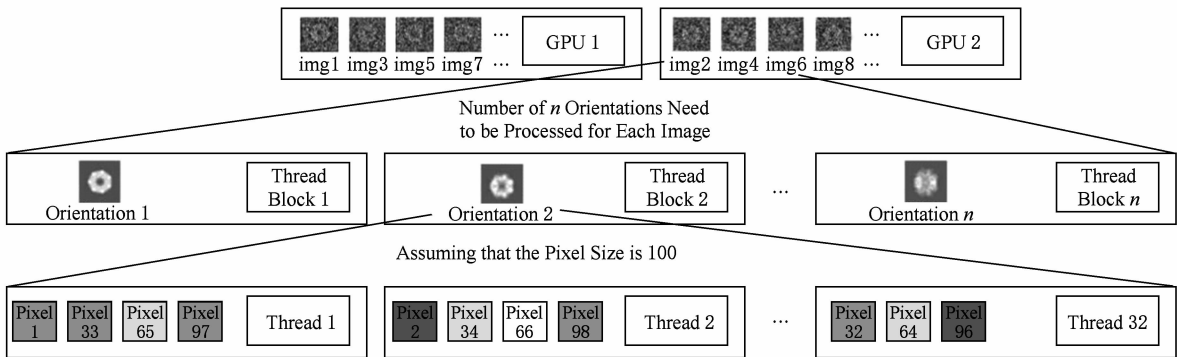 img1 img3 img5 img7 ... ... GPU 1
img2 img4 img6 img8 ... ... GPU 2
Number of n Orientations Need
to be Processed for Each Image
Orientation 1
Thread
Block 1
Orientation 2
Thread
Block 2
...
Orientation n
Thread
Block n
Assuming that the Pixel Size is 100
Pixel 1
Pixel 33
Pixel 65
Pixel 97
Thread 1
Pixel 2
Pixel 34
Pixel 66
Pixel 98
Thread 2
...
Pixel 32
Pixel 64
Pixel 96
Thread 32